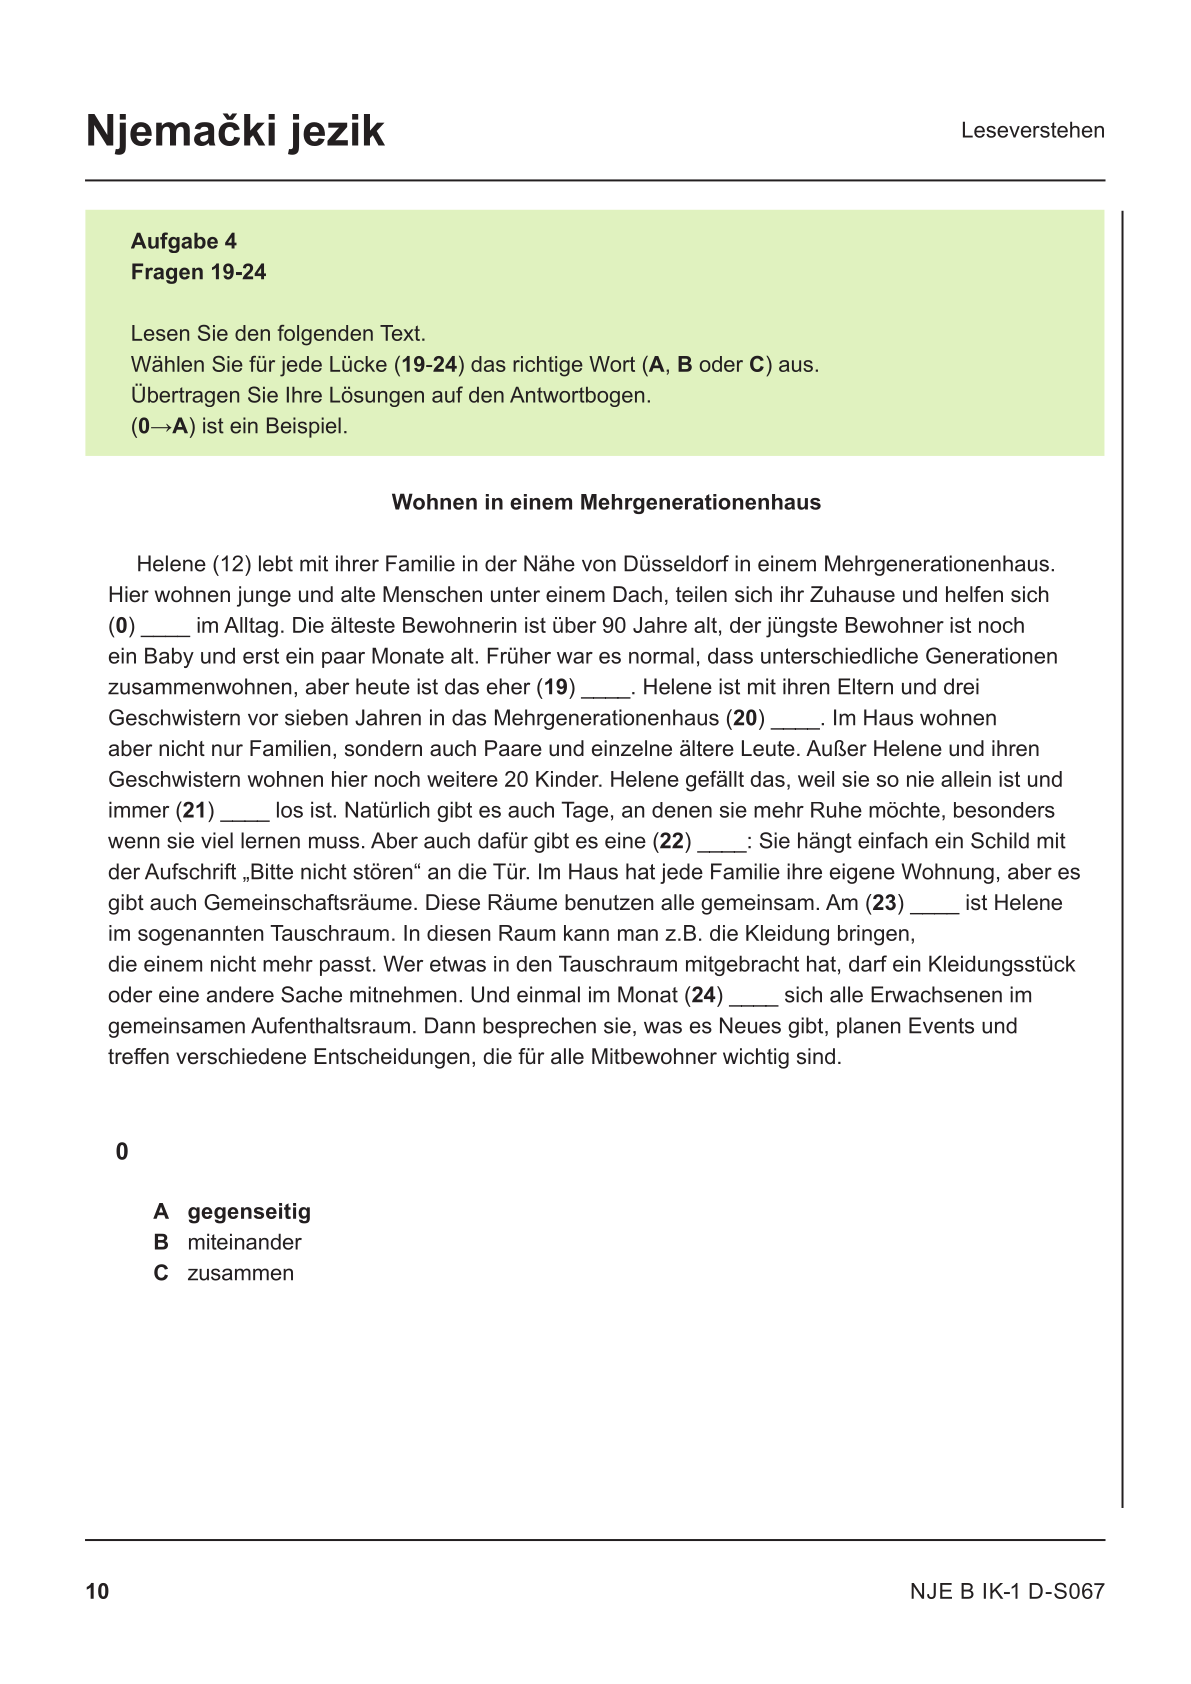 Njemački jezik
Leseverstehen
Aufgabe 4
Fragen 19-24
Lesen Sie den folgenden Text.
Wählen Sie für jede Lücke (19-24) das richtige Wort (A, B oder C) aus.
Übertragen Sie Ihre Lösungen auf den Antwortbogen.
(0→A) ist ein Beispiel.
Wohnen in einem Mehrgenerationenhaus
Helene (12) lebt mit ihrer Familie in der Nähe von Düsseldorf in einem Mehrgenerationenhaus.
Hier wohnen junge und alte Menschen unter einem Dach, teilen sich ihr Zuhause und helfen sich
(0) ____ im Alltag. Die älteste Bewohnerin ist über 90 Jahre alt, der jüngste Bewohner ist noch
ein Baby und erst ein paar Monate alt. Früher war es normal, dass unterschiedliche Generationen
zusammenwohnen, aber heute ist das eher (19) ____. Helene ist mit ihren Eltern und drei
Geschwistern vor sieben Jahren in das Mehrgenerationenhaus (20) ____. Im Haus wohnen
aber nicht nur Familien, sondern auch Paare und einzelne ältere Leute. Außer Helene und ihren
Geschwistern wohnen hier noch weitere 20 Kinder. Helene gefällt das, weil sie so nie allein ist und
immer (21) ____ los ist. Natürlich gibt es auch Tage, an denen sie mehr Ruhe möchte, besonders
wenn sie viel lernen muss. Aber auch dafür gibt es eine (22) ____: Sie hängt einfach ein Schild mit
der Aufschrift „Bitte nicht stören“ an die Tür. Im Haus hat jede Familie ihre eigene Wohnung, aber es
gibt auch Gemeinschaftsräume. Diese Räume benutzen alle gemeinsam. Am (23) ____ ist Helene
im sogenannten Tauschraum. In diesen Raum kann man z.B. die Kleidung bringen,
die einem nicht mehr passt. Wer etwas in den Tauschraum mitgebracht hat, darf ein Kleidungsstück
oder eine andere Sache mitnehmen. Und einmal im Monat (24) ____ sich alle Erwachsenen im
gemeinsamen Aufenthaltsraum. Dann besprechen sie, was es Neues gibt, planen Events und
treffen verschiedene Entscheidungen, die für alle Mitbewohner wichtig sind.
0
A gegenseitig
B miteinander
C zusammen
10
NJE B IK-1 D-S067